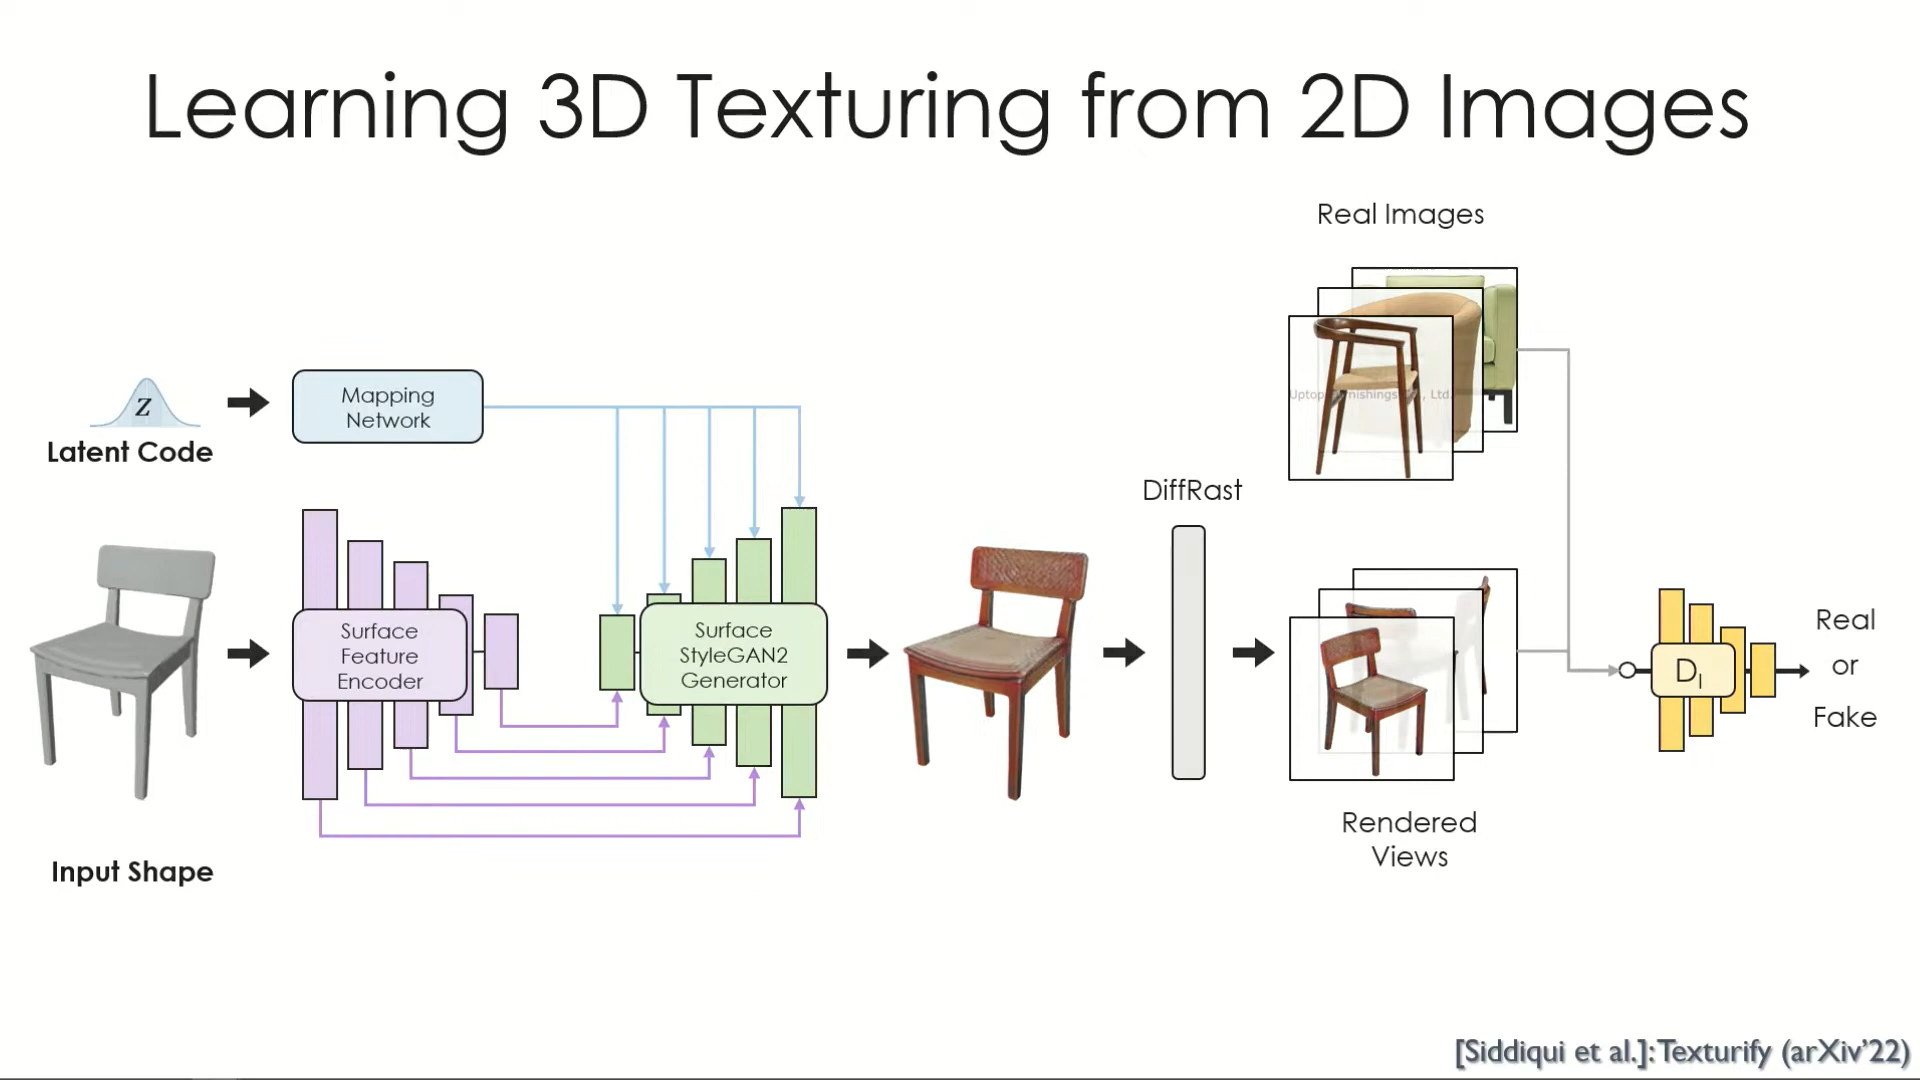 Learning 3D Texturing from 2D Images
Real Images
Z
Latent Code
Mapping
Network
DiffRast
Input Shape
Surface
Feature
Encoder
Surface
StyleGAN2
Generator
Rendered
Views
D_I
Real
or
Fake
[Siddiqui et al.]: Texturify (arXiv'22)